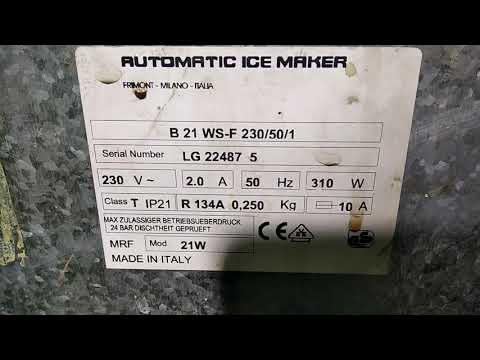 AUTOMATIC ICE MAKER
FRIMONT - MILANO - ITALIA
B 21 WS-F 230/50/1
Serial Number LG 22487 5
230 V ~ 2.0 A 50 Hz 310 W
Class T IP21 R 134A 0,250 Kg 10 A
MAX ZULASSIGER BETRIEBSUEBERDRUCK
24 BAR DISCHTHEIT GEPRUEFT
MRF Mod 21W CE
MADE IN ITALY